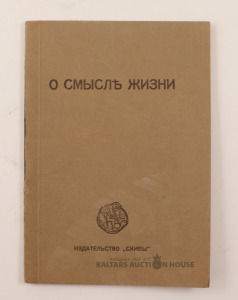 О СМЫСЛѢ ЖИЗНИ
ИЗДАТЕЛЬСТВО „СКИѲЫ"
BALTARS AUCTION HOUSE